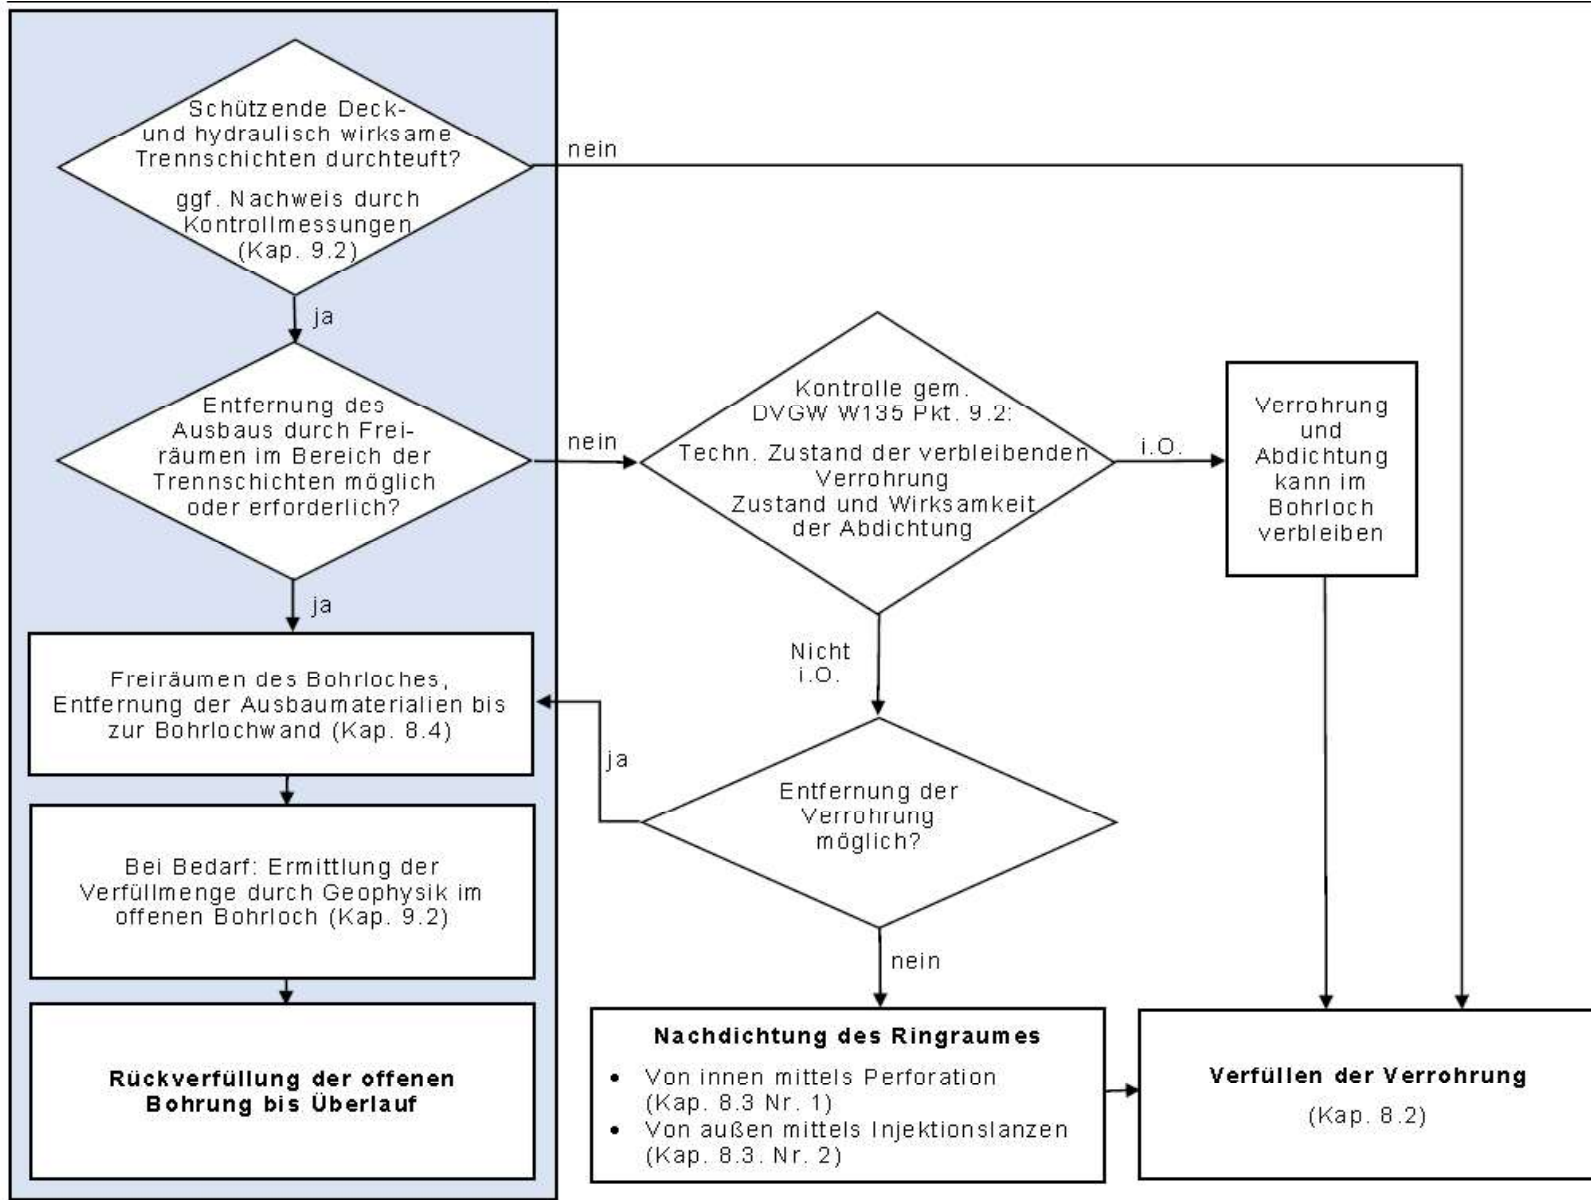 Schützende Deck-
und hydraulisch wirksame
Trennschichten durchteuft?
ggf. Nachweis durch
Kontrollmessungen
(Kap. 9.2)
nein
ja
Entfernung des
Ausbaus durch Frei-
räumen im Bereich der
Trennschichten möglich
oder erforderlich?
nein
ja
Kontrolle gem.
DVGW W135 Pkt. 9.2:
Techn. Zustand der verbleibenden
Verrohrung
Zustand und Wirksamkeit
der Abdichtung
i.O.
Verrohrung
und
Abdichtung
kann im
Bohrloch
verbleiben
Nicht
i.O.
Freiräumen des Bohrloches,
Entfernung der Ausbaumaterialien bis
zur Bohrlochwand (Kap. 8.4)
ja
Entfernung der
Verrohrung
möglich?
nein
Bei Bedarf: Ermittlung der
Verfüllmenge durch Geophysik im
offenen Bohrloch (Kap. 9.2)
Rückverfüllung der offenen
Bohrung bis Überlauf
Nachdichtung des Ringraumes
• Von innen mittels Perforation
(Kap. 8.3 Nr. 1)
• Von außen mittels Injektionslanzen
(Kap. 8.3. Nr. 2)
Verfüllen der Verrohrung
(Kap. 8.2)